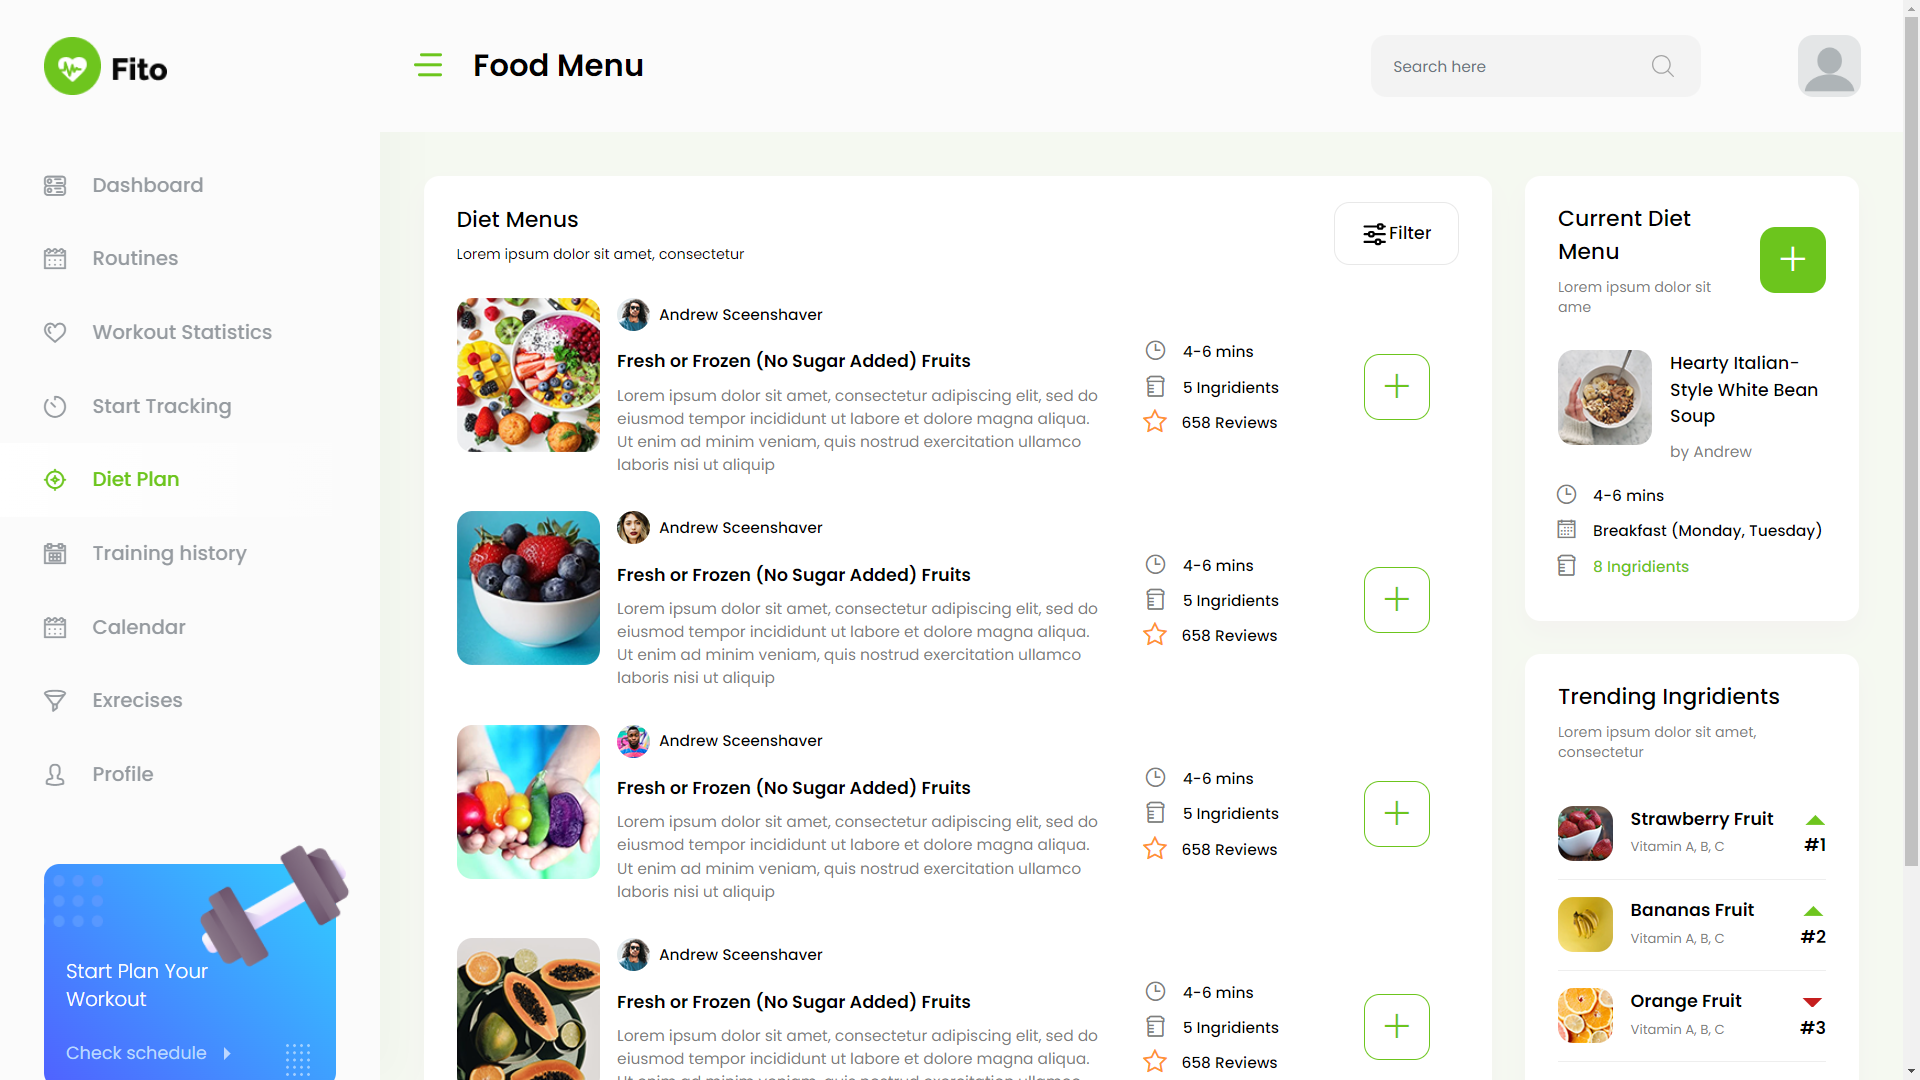 Fito
Food Menu
Search here
Dashboard
Routines
Workout Statistics
Start Tracking
Diet Plan
Training history
Calendar
Exrecises
Profile
Start Plan Your
Workout
Check schedule
Diet Menus
Lorem ipsum dolor sit amet, consectetur
Filter
Andrew Sceenshaver
Fresh or Frozen (No Sugar Added) Fruits
Lorem ipsum dolor sit amet, consectetur adipiscing elit, sed do
eiusmod tempor incididunt ut labore et dolore magna aliqua.
Ut enim ad minim veniam, quis nostrud exercitation ullamco
laboris nisi ut aliquip
4-6 mins
5 Ingridients
658 Reviews
Andrew Sceenshaver
Fresh or Frozen (No Sugar Added) Fruits
Lorem ipsum dolor sit amet, consectetur adipiscing elit, sed do
eiusmod tempor incididunt ut labore et dolore magna aliqua.
Ut enim ad minim veniam, quis nostrud exercitation ullamco
laboris nisi ut aliquip
4-6 mins
5 Ingridients
658 Reviews
Andrew Sceenshaver
Fresh or Frozen (No Sugar Added) Fruits
Lorem ipsum dolor sit amet, consectetur adipiscing elit, sed do
eiusmod tempor incididunt ut labore et dolore magna aliqua.
Ut enim ad minim veniam, quis nostrud exercitation ullamco
laboris nisi ut aliquip
4-6 mins
5 Ingridients
658 Reviews
Andrew Sceenshaver
Fresh or Frozen (No Sugar Added) Fruits
Lorem ipsum dolor sit amet, consectetur adipiscing elit, sed do
eiusmod tempor incididunt ut labore et dolore magna aliqua.
4-6 mins
5 Ingridients
658 Reviews
Current Diet
Menu
Lorem ipsum dolor sit
ame
Hearty Italian-
Style White Bean
Soup
by Andrew
4-6 mins
Breakfast (Monday, Tuesday)
8 Ingridients
Trending Ingridients
Lorem ipsum dolor sit amet,
consectetur
Strawberry Fruit
Vitamin A, B, C
#1
Bananas Fruit
Vitamin A, B, C
#2
Orange Fruit
Vitamin A, B, C
#3